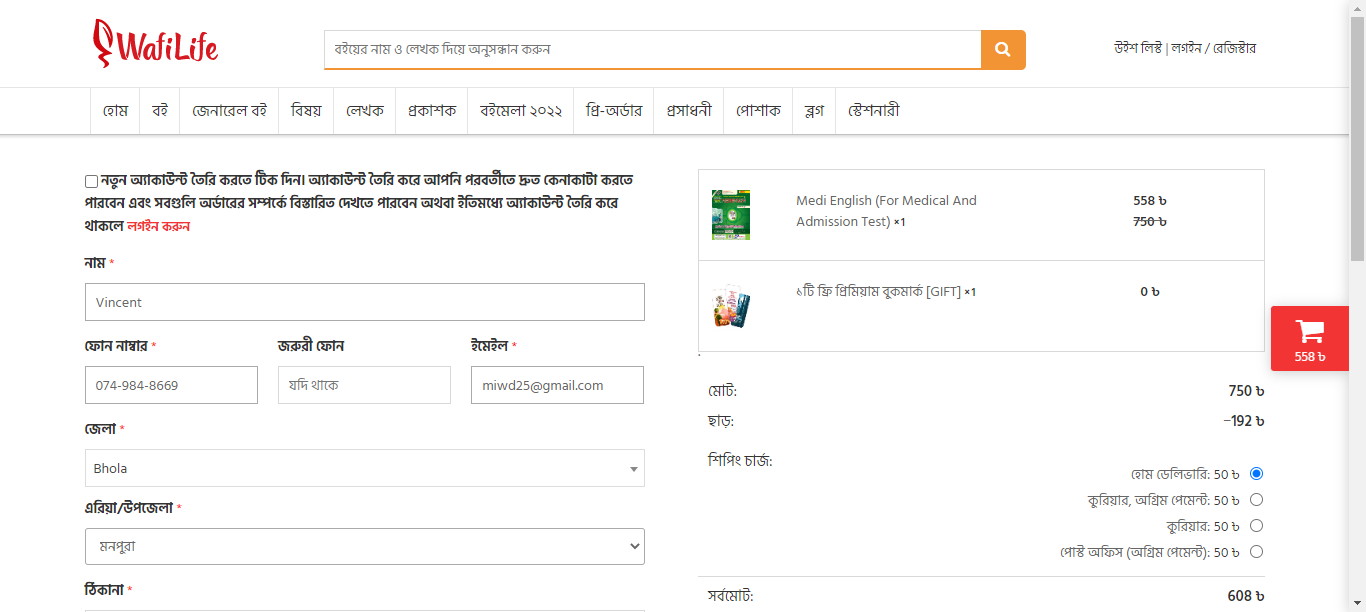 WafiLife
বইয়ের নাম ও লেখক দিয়ে অনুসন্ধান করুন
উইশ লিস্ট | লগইন / রেজিস্টার
হোম বই জেনারেল বই বিষয় লেখক প্রকাশক বইমেলা ২০২২ প্রি-অর্ডার প্রসাধনী পোশাক ব্লগ স্টেশনারী
নতুন অ্যাকাউন্ট তৈরি করতে টিক দিন। অ্যাকাউন্ট তৈরি করে আপনি পরবর্তীতে দ্রুত কেনাকাটা করতে
পারবেন এবং সবগুলি অর্ডারের সম্পর্কে বিস্তারিত দেখতে পারবেন অথবা ইতিমধ্যে অ্যাকাউন্ট তৈরি করে
থাকলে লগইন করুন
নাম *
Vincent
ফোন নাম্বার * জরুরী ফোন ইমেইল *
074-984-8669 যদি থাকে miwd25@gmail.com
জেলা *
Bhola
এরিয়া/উপজেলা *
মনপুরা
ঠিকানা *
Medi English (For Medical And 558 ৳
Admission Test) ×1 750 ৳
১টি ফ্রি প্রিমিয়াম বুকমার্ক [GIFT] ×1 0 ৳
558 ৳
মোট: 750 ৳
ছাড়: −192 ৳
শিপিং চার্জ:
হোম ডেলিভারি: 50 ৳
কুরিয়ার, অগ্রিম পেমেন্ট: 50 ৳
কুরিয়ার: 50 ৳
পোস্ট অফিস (অগ্রিম পেমেন্ট): 50 ৳
সর্বমোট: 608 ৳